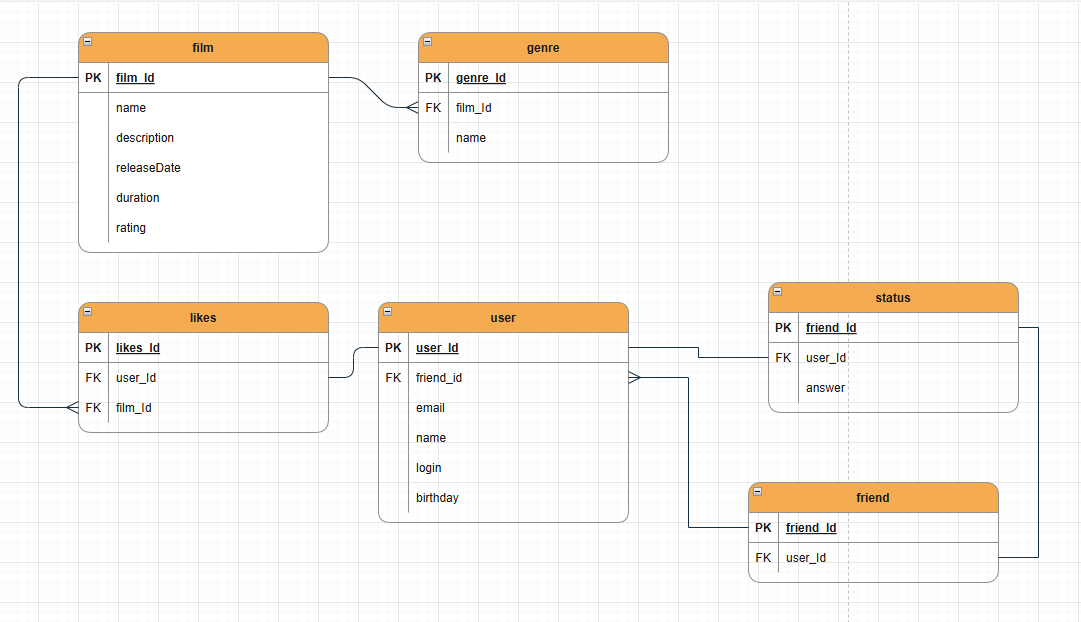 film
PK film_Id
name
description
releaseDate
duration
rating
genre
PK genre_Id
FK film_Id
name
likes
PK likes_Id
FK user_Id
FK film_Id
user
PK user_Id
FK friend_id
email
name
login
birthday
status
PK friend_Id
FK user_Id
answer
friend
PK friend_Id
FK user_Id